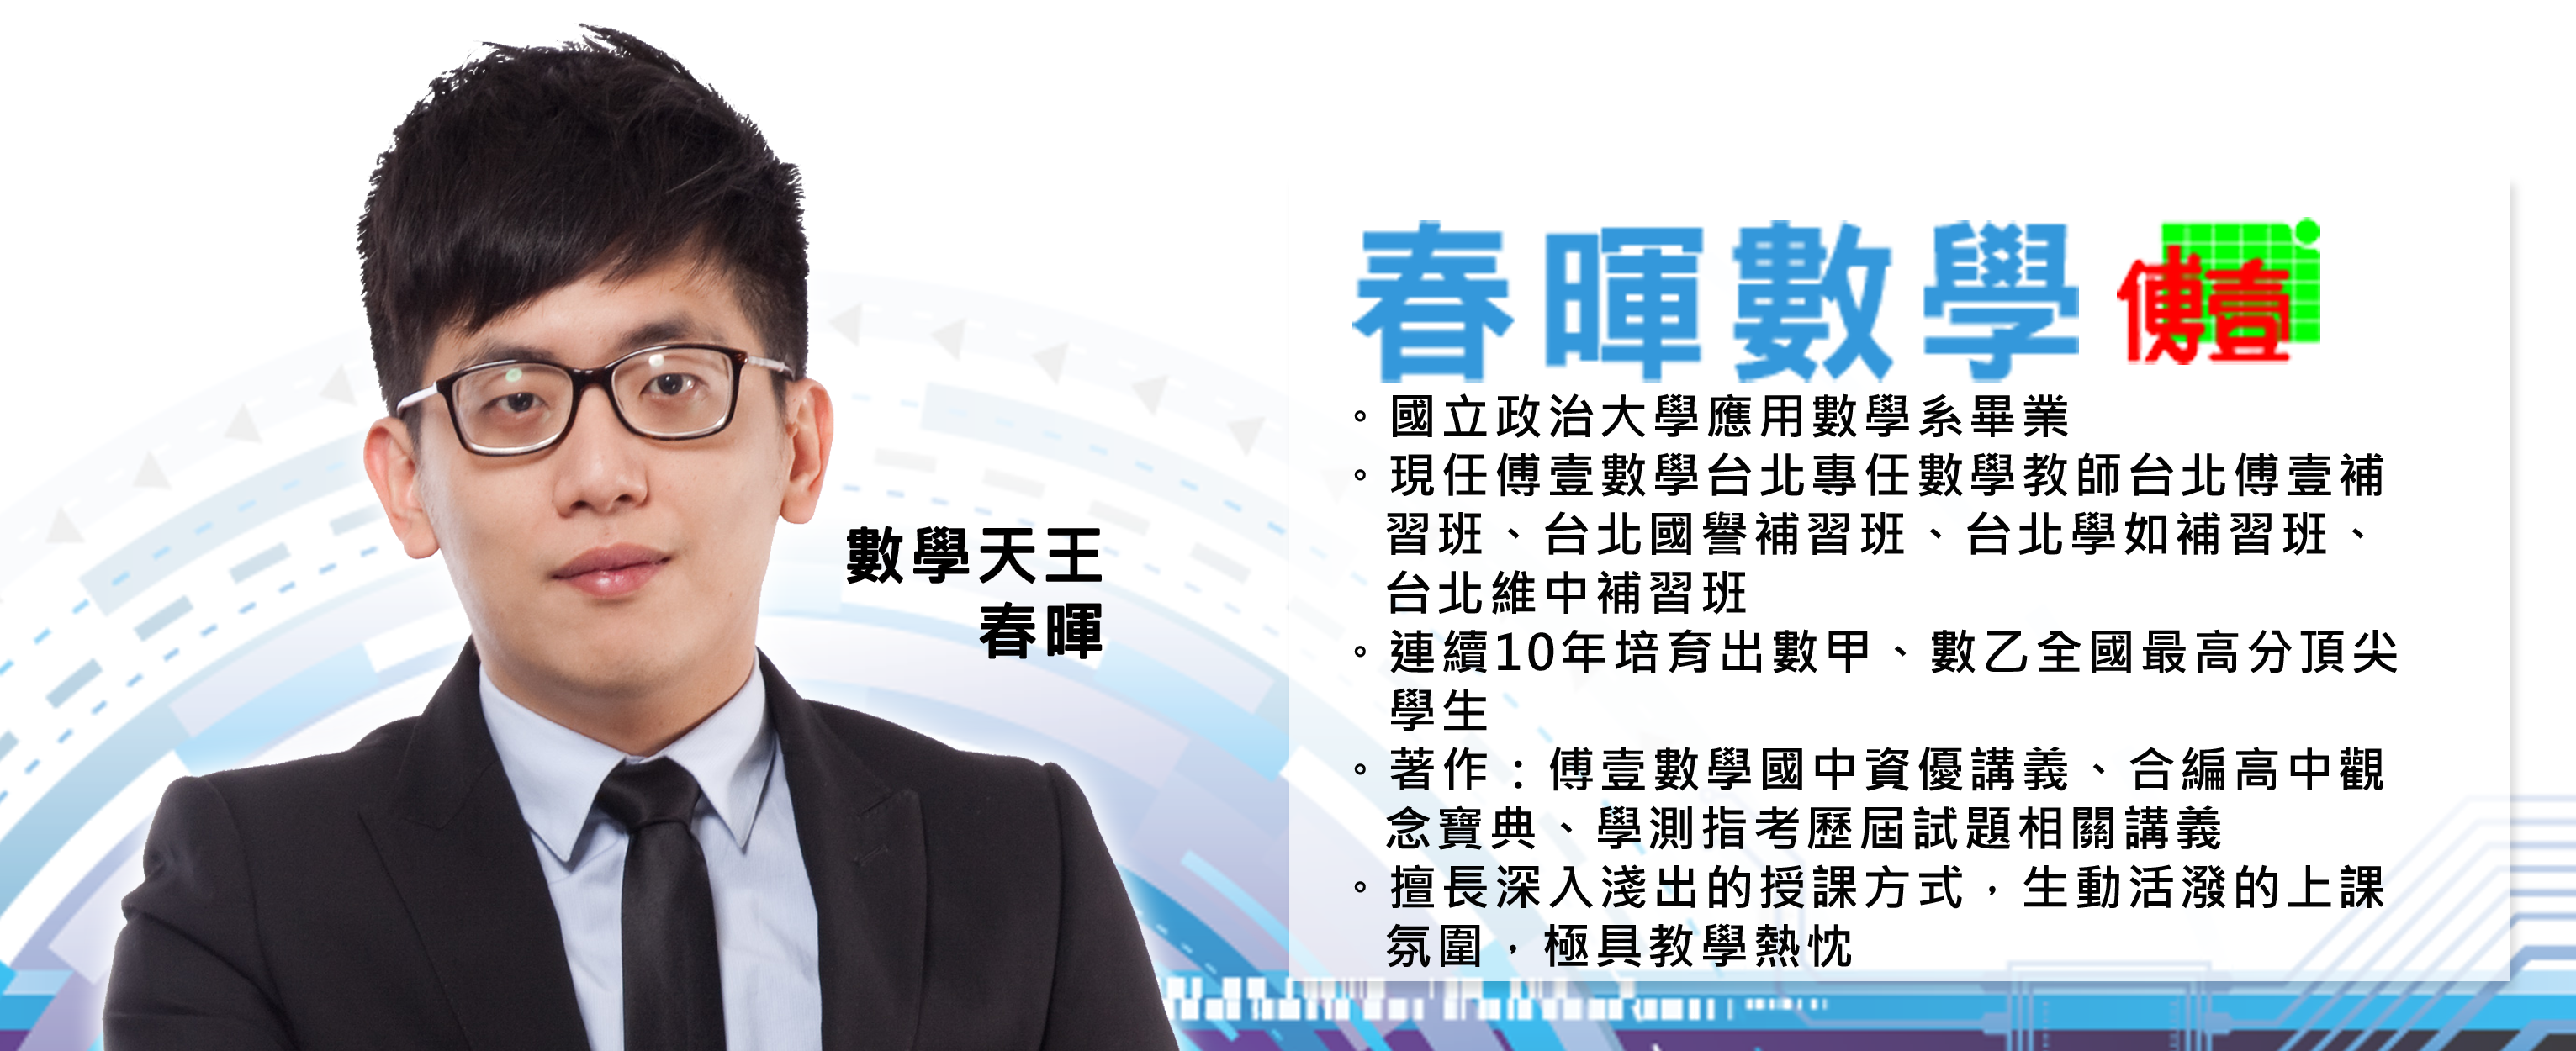 數學天王
春暉
春暉數學 傅壹
。國立政治大學應用數學系畢業
。現任傅壹數學台北專任數學教師台北傅壹補
習班、台北國譽補習班、台北學如補習班、
台北維中補習班
。連續10年培育出數甲、數乙全國最高分頂尖
學生
。著作：傅壹數學國中資優講義、合編高中觀
念寶典、學測指考歷屆試題相關講義
。擅長深入淺出的授課方式，生動活潑的上課
氛圍，極具教學熱忱